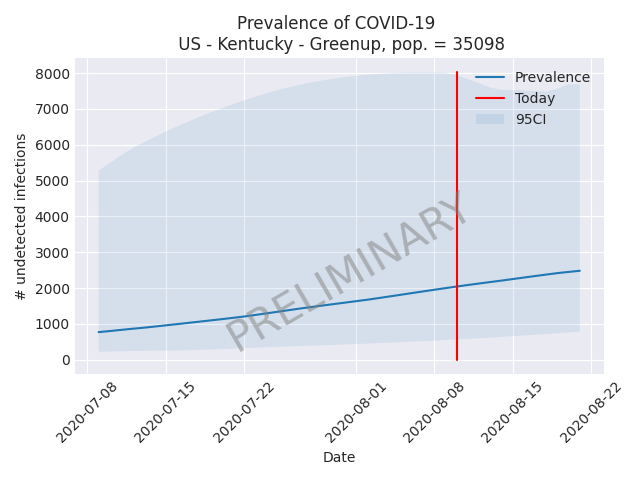 Prevalence of COVID-19
US - Kentucky - Greenup, pop. = 35098
8000
7000
6000
5000
4000
3000
2000
1000
0
# undetected infections
Prevalence
Today
95CI
PRELIMINARY
2020-07-08
2020-07-15
2020-07-22
2020-08-01
2020-08-08
2020-08-15
2020-08-22
Date